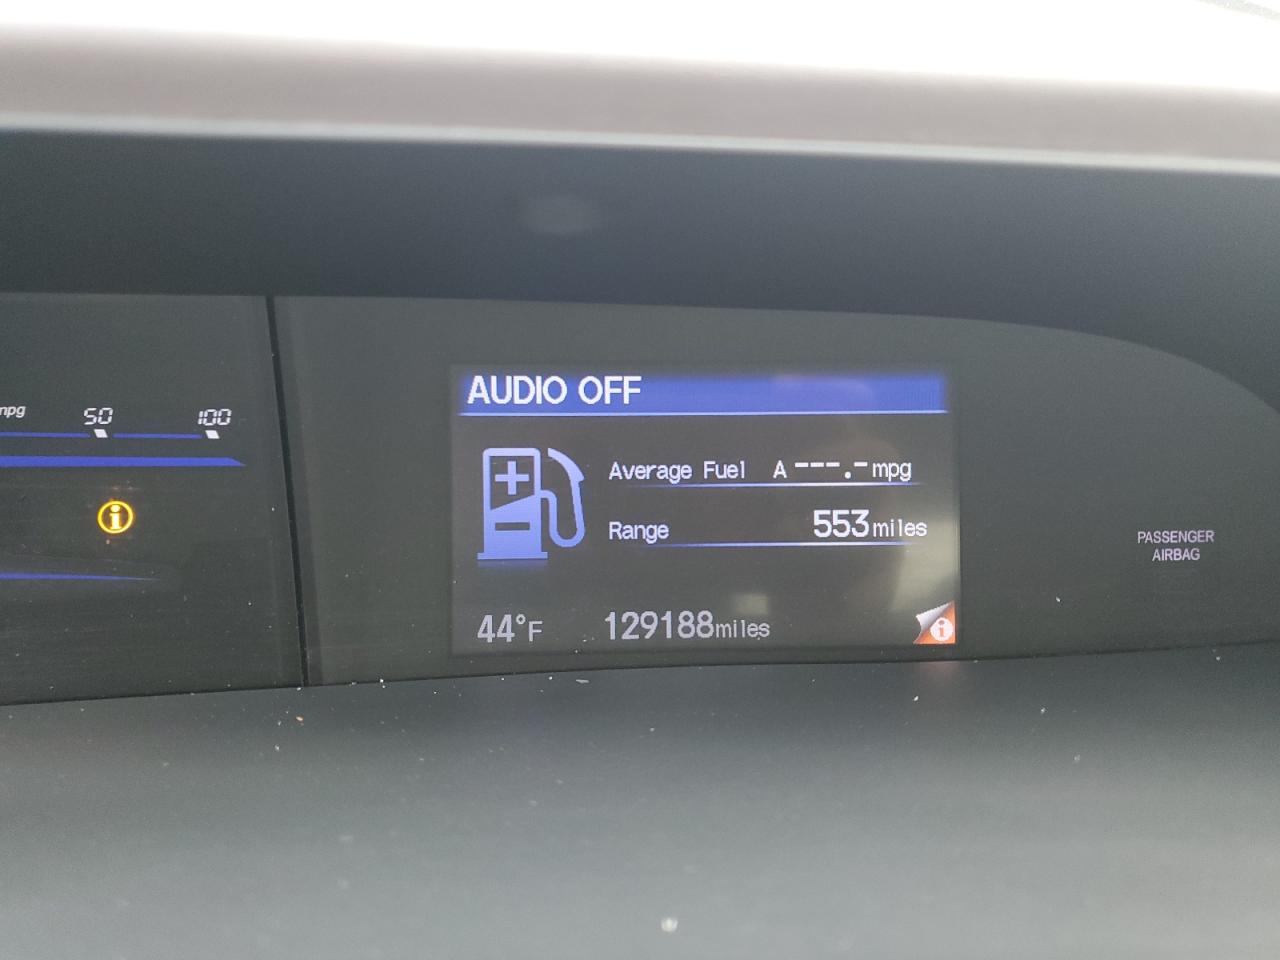 AUDIO OFF
mpg 50 100
Average Fuel A ---.- mpg
Range 553 miles
PASSENGER
AIRBAG
44°F 129188 miles